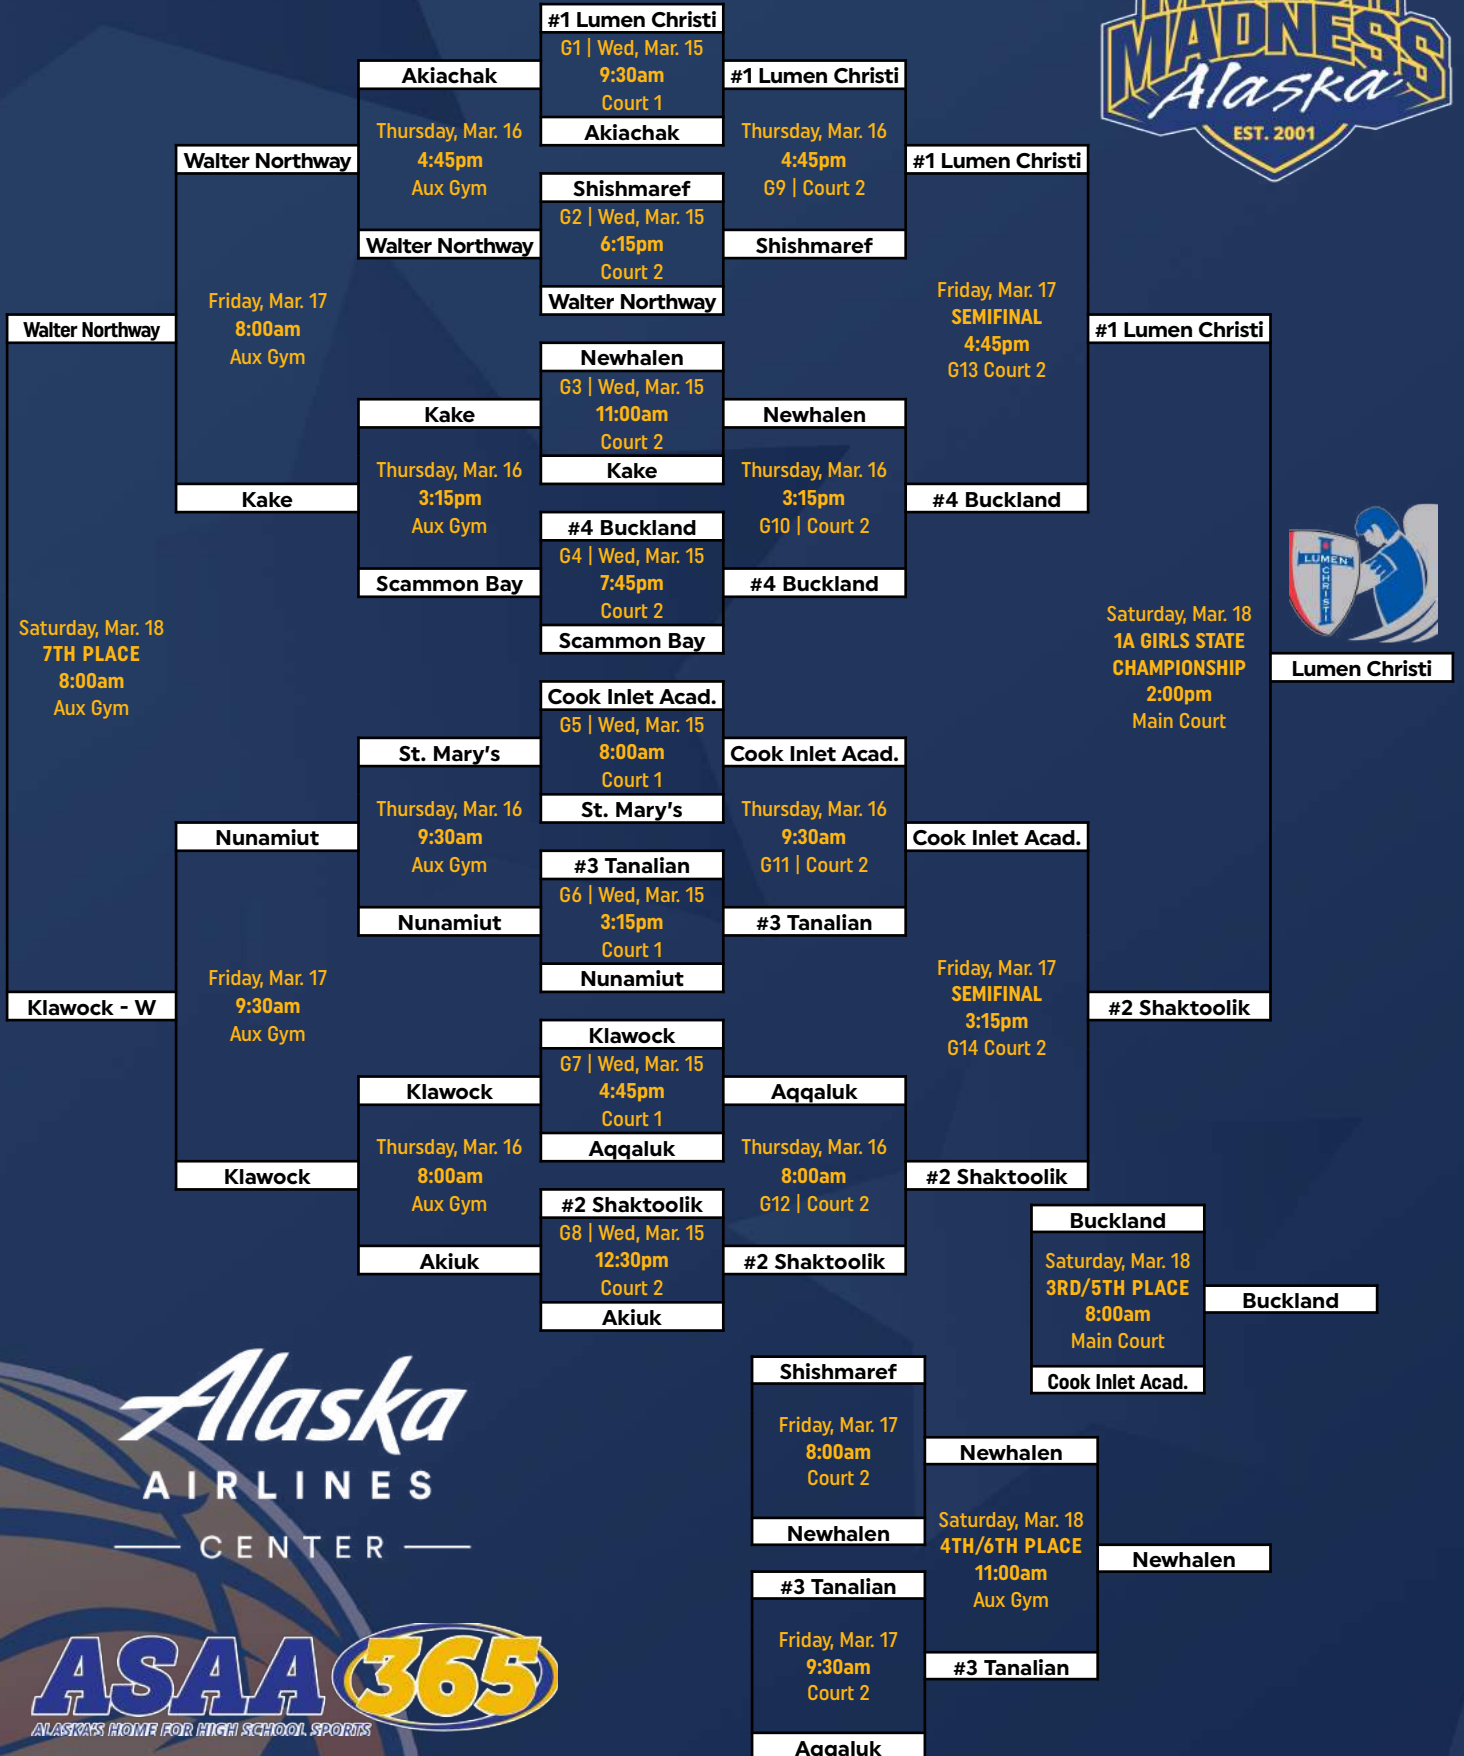 #1 Lumen Christi
G1 | Wed, Mar. 15
9:30am
Court 1
Akiachak
Shishmaref
G2 | Wed, Mar. 15
6:15pm
Court 2
Walter Northway
Newhalen
G3 | Wed, Mar. 15
11:00am
Court 2
Kake
#4 Buckland
G4 | Wed, Mar. 15
7:45pm
Court 2
Scammon Bay
Cook Inlet Acad.
G5 | Wed, Mar. 15
8:00am
Court 1
St. Mary's
#3 Tanalian
G6 | Wed, Mar. 15
3:15pm
Court 1
Nunamiut
Klawock
G7 | Wed, Mar. 15
4:45pm
Court 1
Aqqaluk
#2 Shaktoolik
G8 | Wed, Mar. 15
12:30pm
Court 2
Akiuk
Akiachak
Thursday, Mar. 16
4:45pm
Aux Gym
Walter Northway
Kake
Thursday, Mar. 16
3:15pm
Aux Gym
Scammon Bay
St. Mary's
Thursday, Mar. 16
9:30am
Aux Gym
Nunamiut
Klawock
Thursday, Mar. 16
8:00am
Aux Gym
Akiuk
Walter Northway
Friday, Mar. 17
8:00am
Aux Gym
Kake
Nunamiut
Friday, Mar. 17
9:30am
Aux Gym
Klawock
Walter Northway
Saturday, Mar. 18
7TH PLACE
8:00am
Aux Gym
Klawock - W
#1 Lumen Christi
Thursday, Mar. 16
4:45pm
G9 | Court 2
Shishmaref
Newhalen
Thursday, Mar. 16
3:15pm
G10 | Court 2
#4 Buckland
Cook Inlet Acad.
Thursday, Mar. 16
9:30am
G11 | Court 2
#3 Tanalian
Aqqaluk
Thursday, Mar. 16
8:00am
G12 | Court 2
#2 Shaktoolik
#1 Lumen Christi
Friday, Mar. 17
SEMIFINAL
4:45pm
G13 Court 2
#4 Buckland
Cook Inlet Acad.
Friday, Mar. 17
SEMIFINAL
3:15pm
G14 Court 2
#2 Shaktoolik
#1 Lumen Christi
Saturday, Mar. 18
1A GIRLS STATE
CHAMPIONSHIP
2:00pm
Main Court
#2 Shaktoolik
LUMEN
CHRISTI
Lumen Christi
MADNESS
Alaska
EST. 2001
Buckland
Saturday, Mar. 18
3RD/5TH PLACE
8:00am
Main Court
Cook Inlet Acad.
Buckland
Shishmaref
Friday, Mar. 17
8:00am
Court 2
Newhalen
#3 Tanalian
Friday, Mar. 17
9:30am
Court 2
Aqqaluk
Newhalen
Saturday, Mar. 18
4TH/6TH PLACE
11:00am
Aux Gym
#3 Tanalian
Newhalen
Alaska
AIRLINES
CENTER
ASAA 365
ALASKA'S HOME FOR HIGH SCHOOL SPORTS